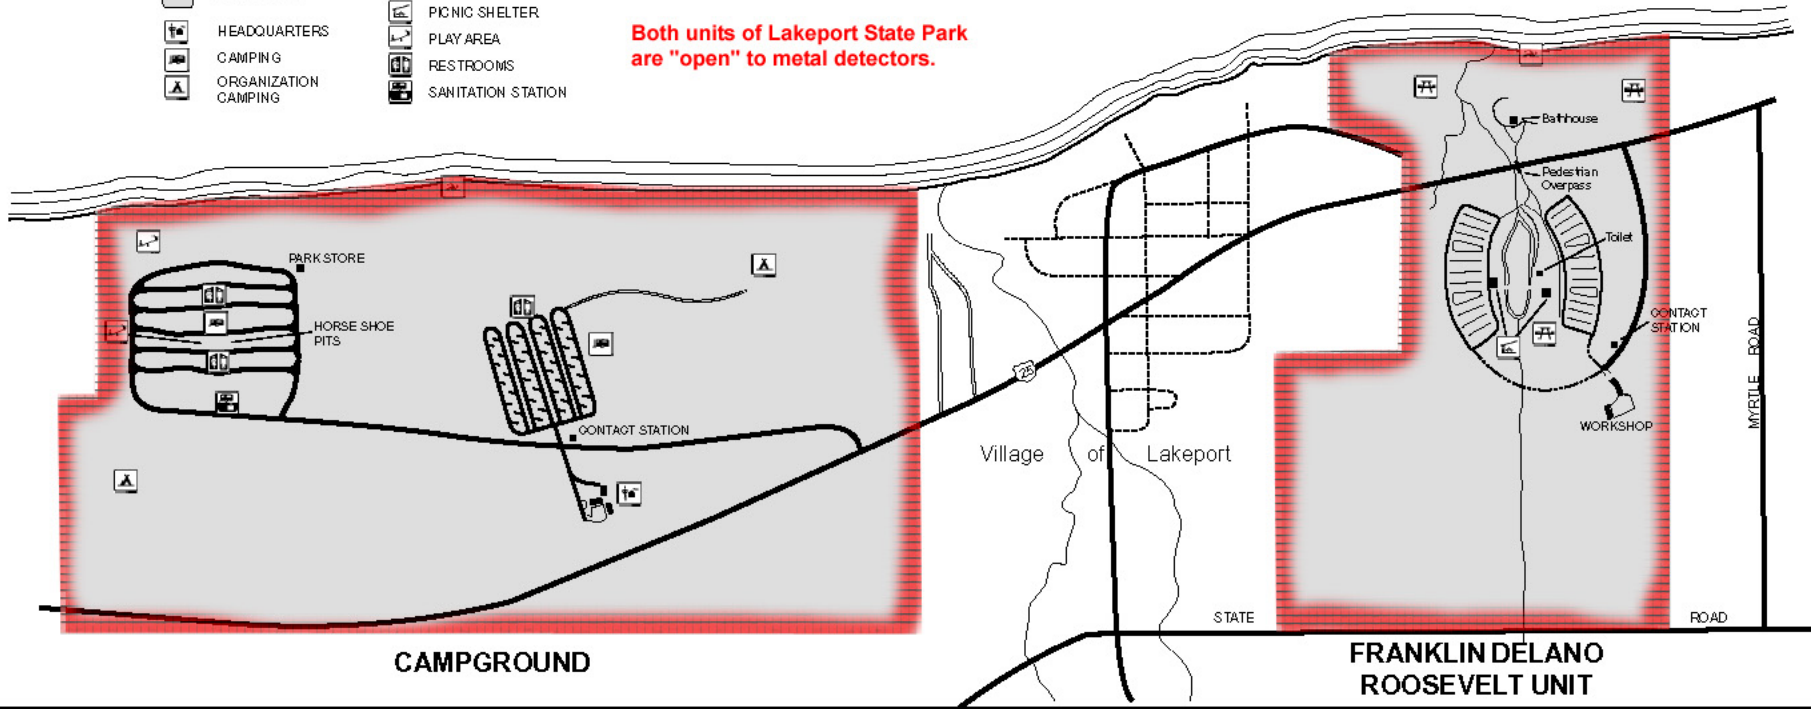 HEADQUARTERS
CAMPING
ORGANIZATION
CAMPING
PICNIC SHELTER
PLAY AREA
RESTROOMS
SANITATION STATION
Both units of Lakeport State Park
are "open" to metal detectors.
Bathhouse
Pedestrian
Overpass
Toilet
CONTACT
STATION
WORKSHOP
MYRTLE ROAD
PARK STORE
HORSE SHOE
PITS
CONTACT STATION
25
Village of Lakeport
STATE ROAD
CAMPGROUND
FRANKLIN DELANO
ROOSEVELT UNIT